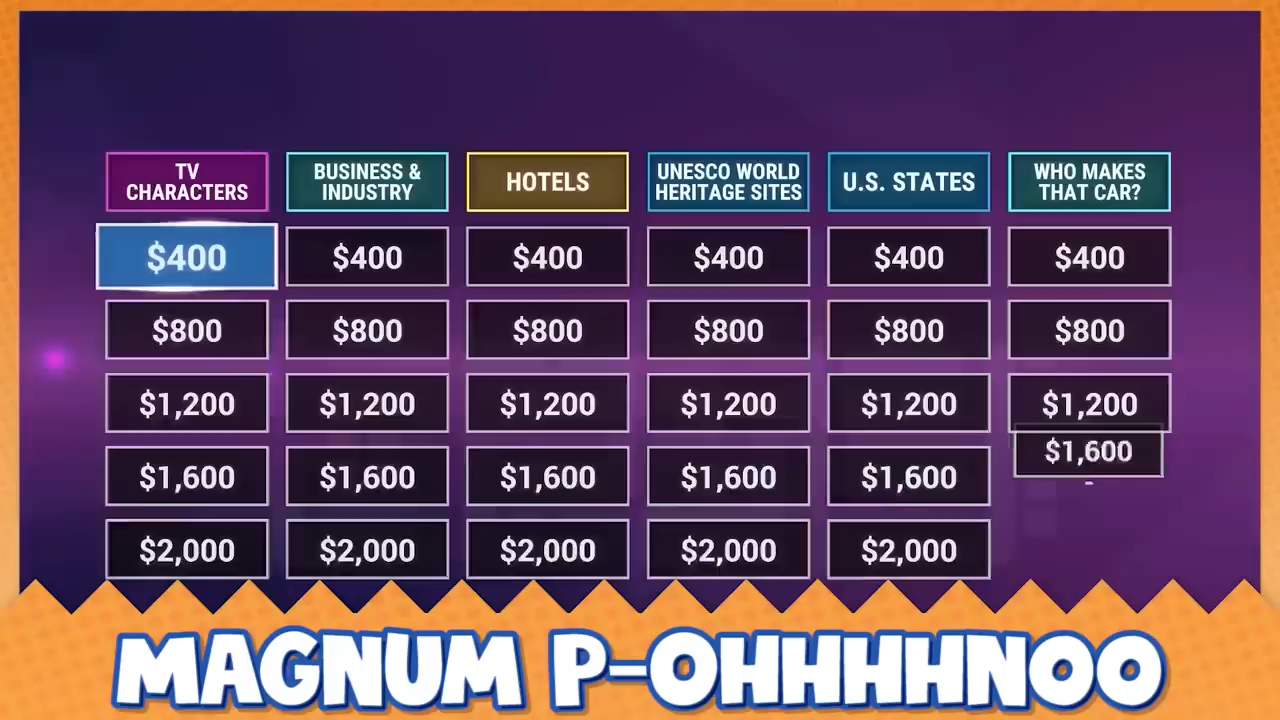 TV
CHARACTERS
BUSINESS &
INDUSTRY
HOTELS
UNESCO WORLD
HERITAGE SITES
U.S. STATES
WHO MAKES
THAT CAR?
$400 $400 $400 $400 $400 $400
$800 $800 $800 $800 $800 $800
$1,200 $1,200 $1,200 $1,200 $1,200 $1,200
$1,600 $1,600 $1,600 $1,600 $1,600 $1,600
$2,000 $2,000 $2,000 $2,000 $2,000
MAGNUM P-OHHHHNOO